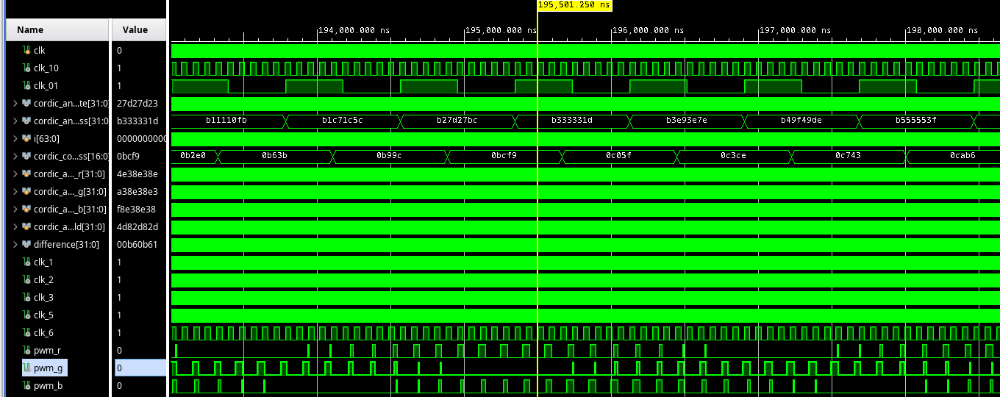 195,501.250 ns
Name Value
194,000.000 ns 195,000.000 ns 196,000.000 ns 197,000.000 ns 198,000.000 ns
clk 0
clk_10 1
clk_01 1
cordic_an...te[31:0] 27d27d23
cordic_an...ss[31:0] b333331d b11110fb b1c71c5c b27d27bc b333331d b3e93e7e b49f49de b555553f
i[63:0] 0000000000
cordic_co...ss[16:0] 0bcf9 0b2e0 0b63b 0b99c 0bcf9 0c05f 0c3ce 0c743 0cab6
cordic_a..._r[31:0] 4e38e38e
cordic_a..._g[31:0] a38e38e3
cordic_a..._b[31:0] f8e38e38
cordic_a...ld[31:0] 4d82d82d
difference[31:0] 00b60b61
clk_1 1
clk_2 1
clk_3 1
clk_5 1
clk_6 1
pwm_r 0
pwm_g 0
pwm_b 0